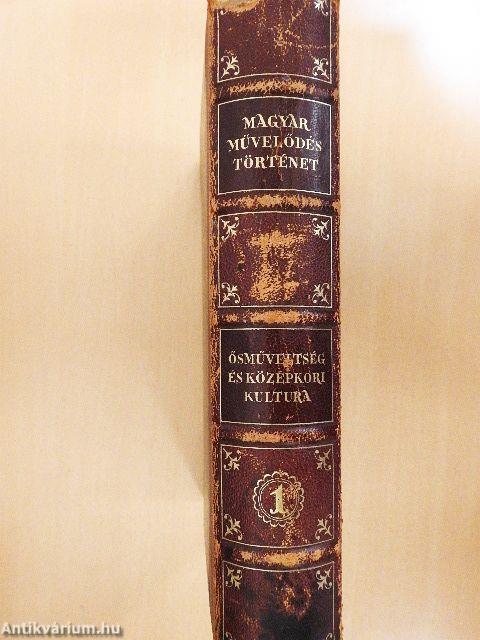 MAGYAR
MŰVELŐDÉS
TÖRTÉNET
ŐSMŰVELTSÉG
ÉS KÖZÉPKORI
KULTURA
1
Antikvárium.hu